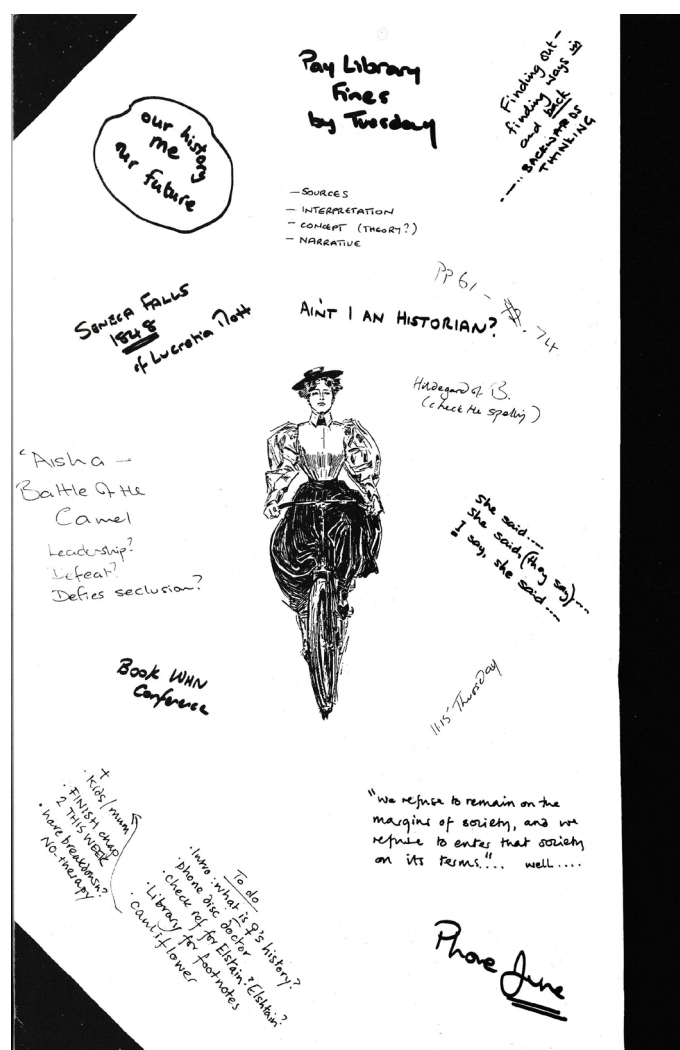 Pay Library
Fines
by Tuesday
Finding out –
finding ways in
and back
–.. BACKWARDS
THINKING
our history
me
our future
– SOURCES
– INTERPRETATION
– CONCEPT (THEORY?)
– NARRATIVE
PP 61 – 74
SENECA FALLS
1848
cf Lucretia Mott
AIN'T I AN HISTORIAN?
Hildegard of B.
(check the spelling)
'Aisha –
Battle of the
Camel
Leadership?
Defeat?
Defies seclusion?
She said....
She said, (they say)....
"I say, she said....
Book WHN
Conference
11.15 Thursday
"We refuse to remain on the
margins of society, and we
refuse to enter that society
on its terms."... well....
+
· Kids/mum
· FINISH chap
2 THIS WEEK
· have breakdown?
NO-therapy
To do
· Intro: what is ♀'s history?
· phone disc doctor
· check ref for Elstain? Elshtain?
· Library for footnotes
· cauliflower
Phone June